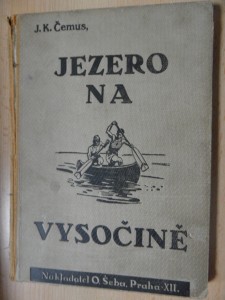 J. K. Čemus,
JEZERO
NA
VYSOČINĚ
Nakladatel O. Šeba, Praha-XII.